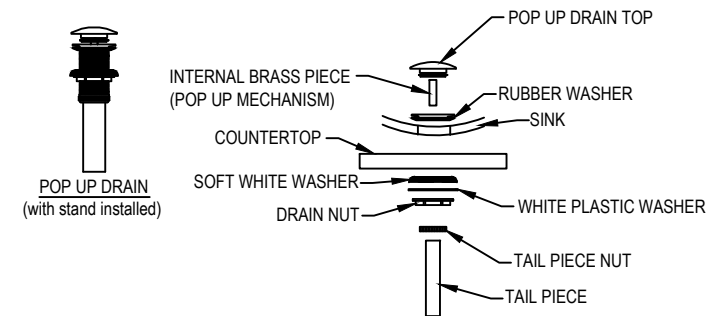 POP UP DRAIN TOP
INTERNAL BRASS PIECE
(POP UP MECHANISM)
RUBBER WASHER
SINK
COUNTERTOP
SOFT WHITE WASHER
WHITE PLASTIC WASHER
DRAIN NUT
TAIL PIECE NUT
TAIL PIECE
POP UP DRAIN
(with stand installed)